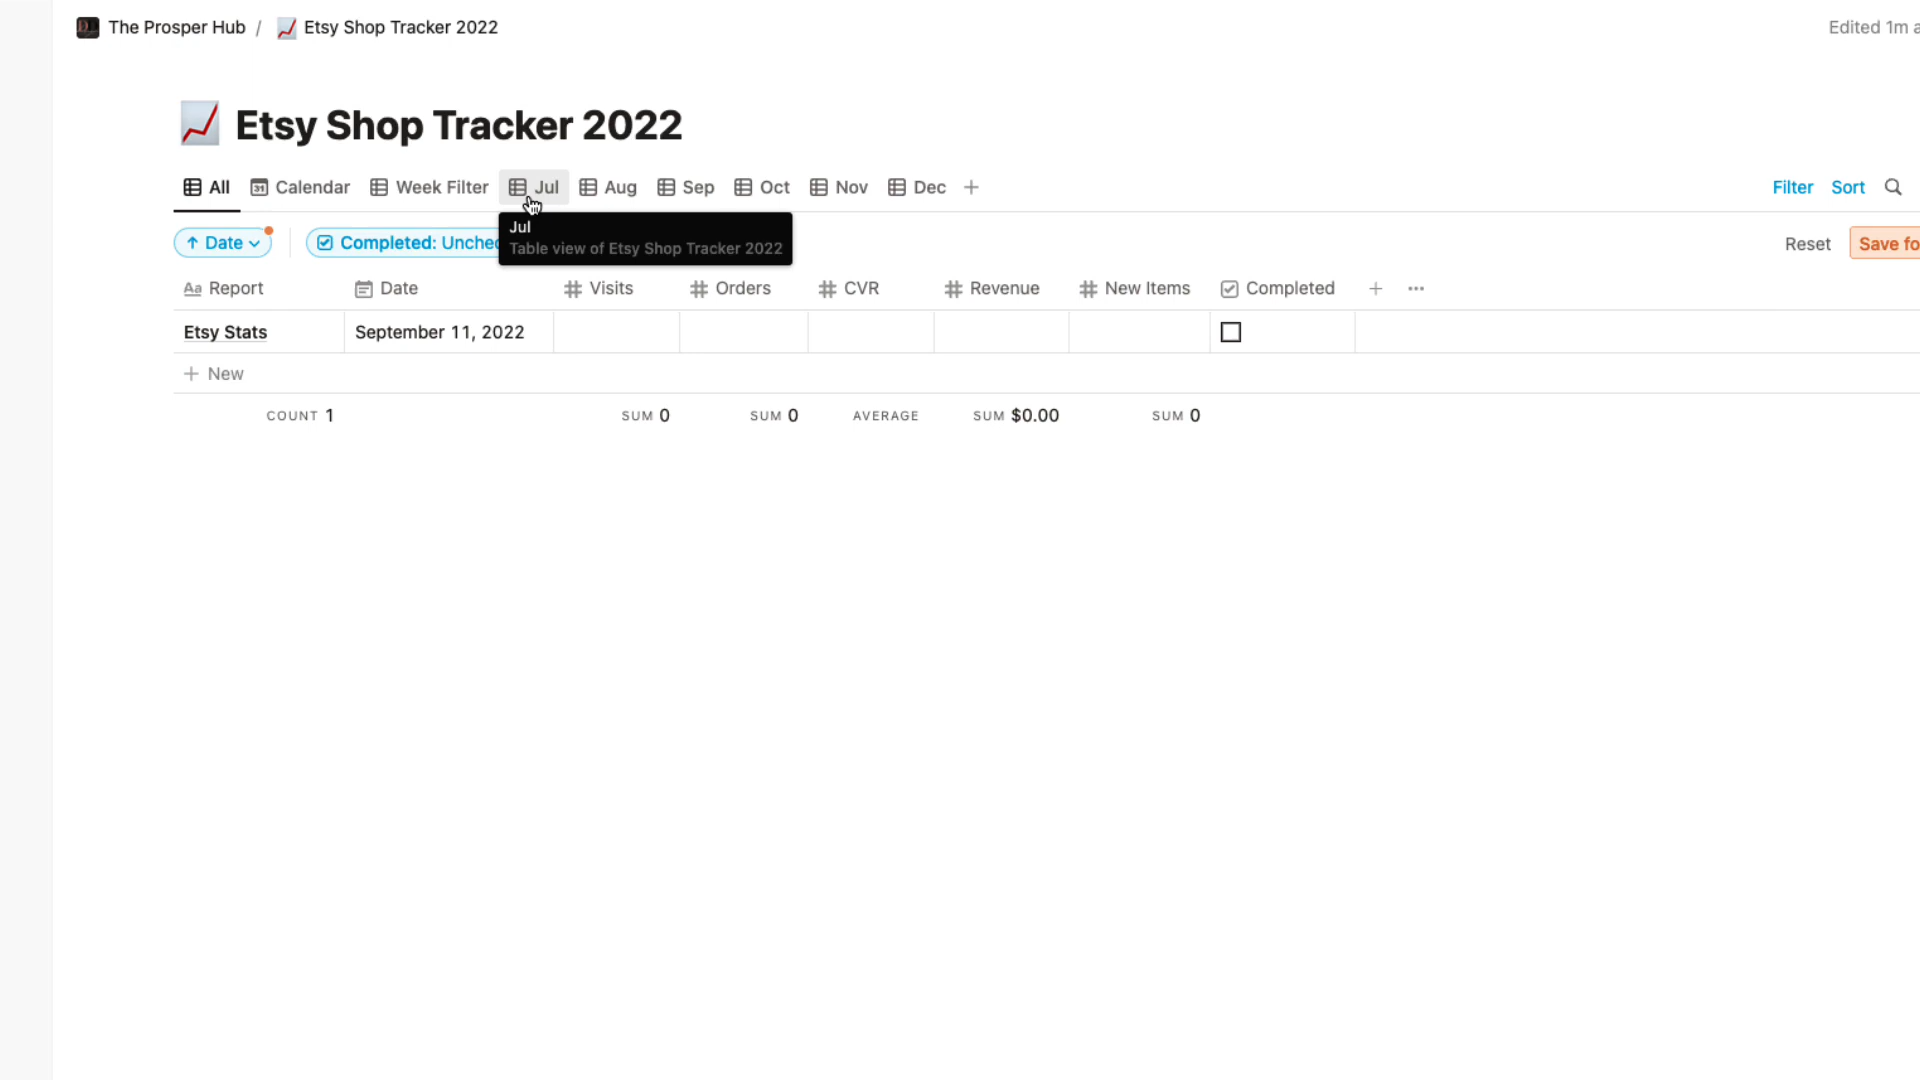 The Prosper Hub / Etsy Shop Tracker 2022
Edited 1m a
Etsy Shop Tracker 2022
All Calendar Week Filter Jul Aug Sep Oct Nov Dec
Filter Sort
Date
Completed: Unchec
Jul
Table view of Etsy Shop Tracker 2022
Reset Save fo
Aa Report Date # Visits # Orders # CVR # Revenue # New Items Completed + ...
Etsy Stats September 11, 2022
+ New
COUNT 1 SUM 0 SUM 0 AVERAGE SUM $0.00 SUM 0